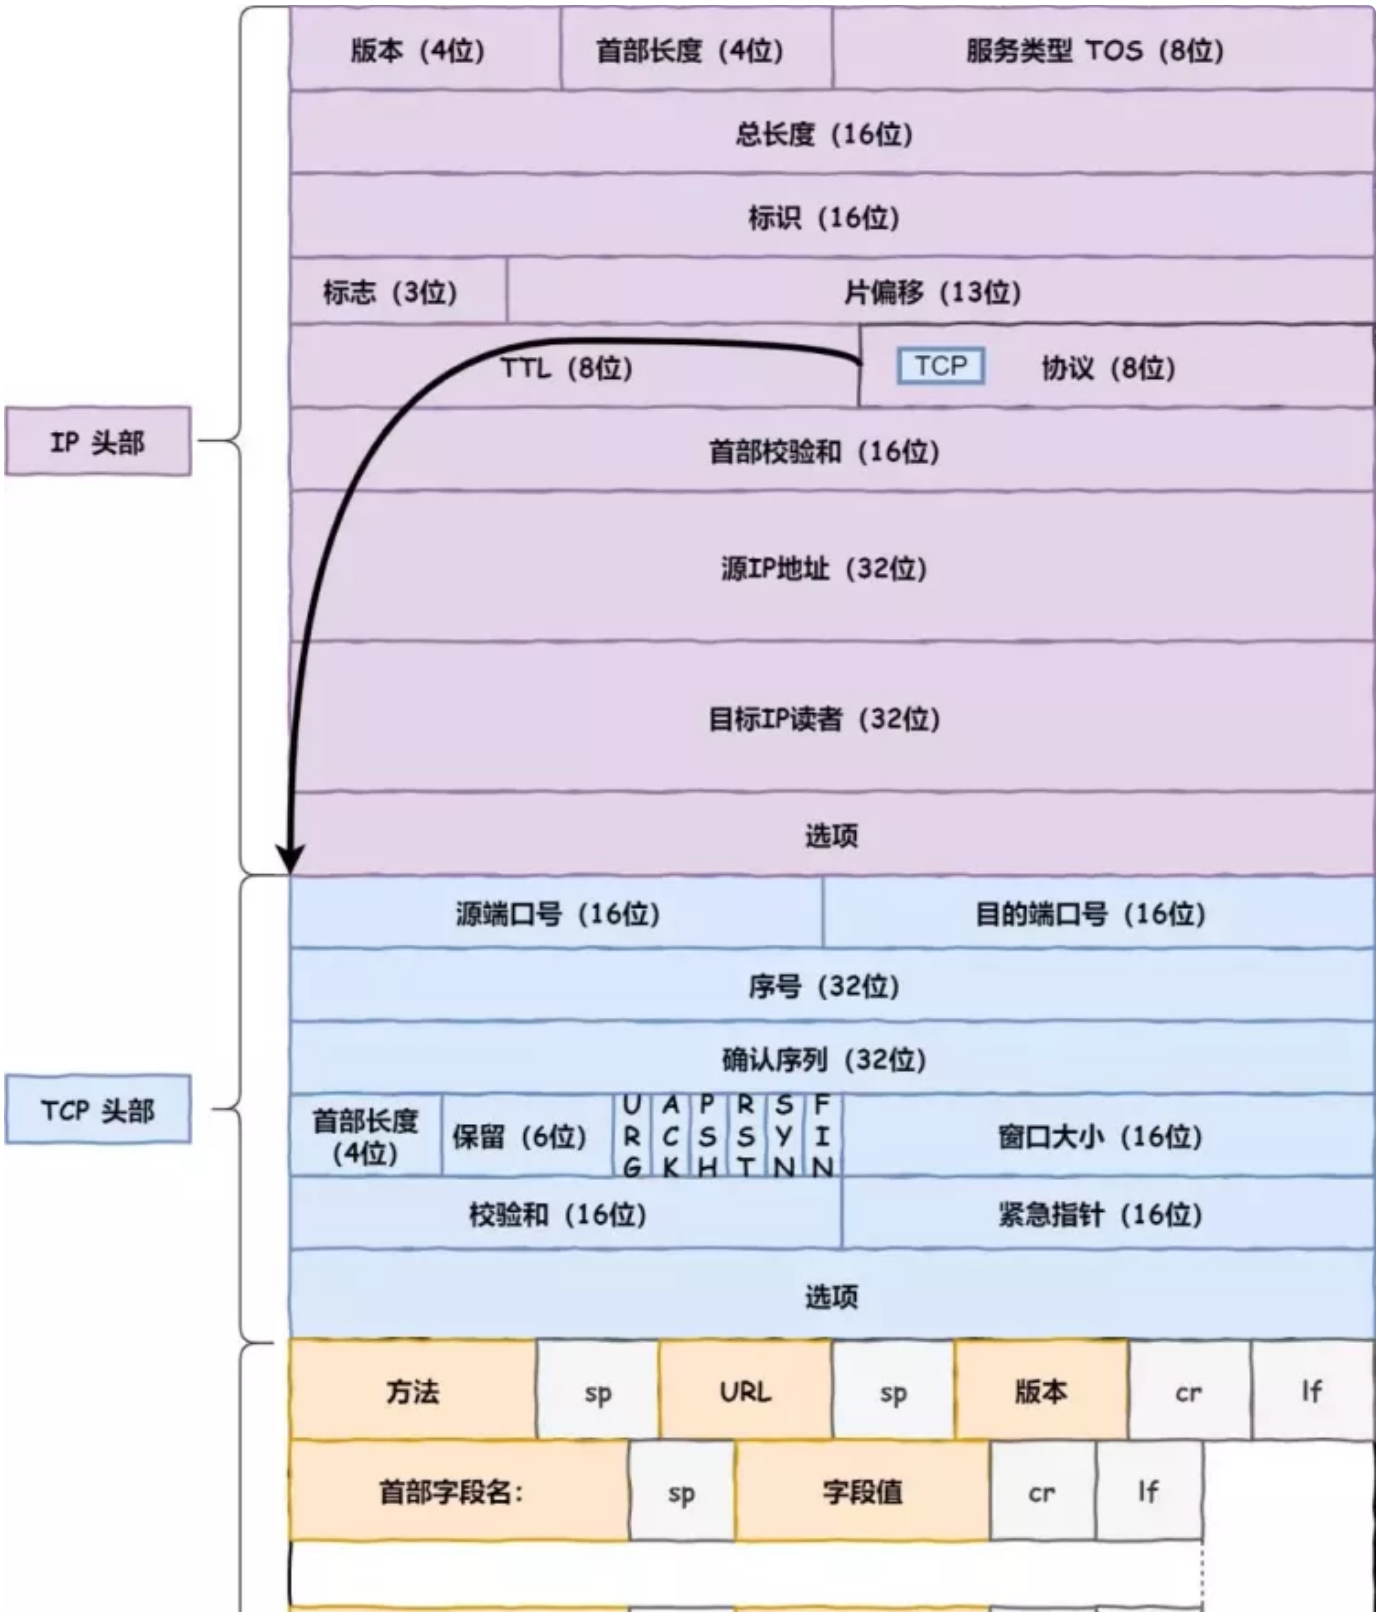 版本 (4位) 首部长度 (4位) 服务类型 TOS (8位)
总长度 (16位)
标识 (16位)
标志 (3位) 片偏移 (13位)
TTL (8位) TCP 协议 (8位)
IP 头部
首部校验和 (16位)
源IP地址 (32位)
目标IP读者 (32位)
选项
源端口号 (16位) 目的端口号 (16位)
序号 (32位)
确认序列 (32位)
TCP 头部
首部长度
(4位)
保留 (6位)
URG
ACK
PSH
RST
SYN
FIN
窗口大小 (16位)
校验和 (16位) 紧急指针 (16位)
选项
方法 sp URL sp 版本 cr lf
首部字段名: sp 字段值 cr lf